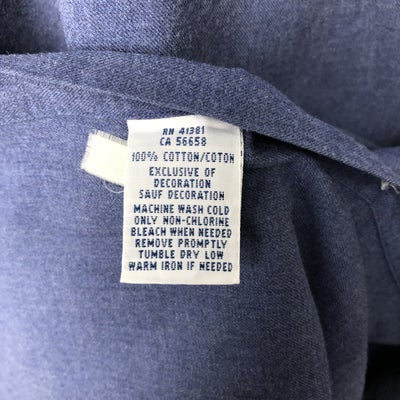 RN 41381
CA 56658
100% COTTON/COTON
EXCLUSIVE OF
DECORATION
SAUF DECORATION
MACHINE WASH COLD
ONLY NON-CHLORINE
BLEACH WHEN NEEDED
REMOVE PROMPTLY
TUMBLE DRY LOW
WARM IRON IF NEEDED